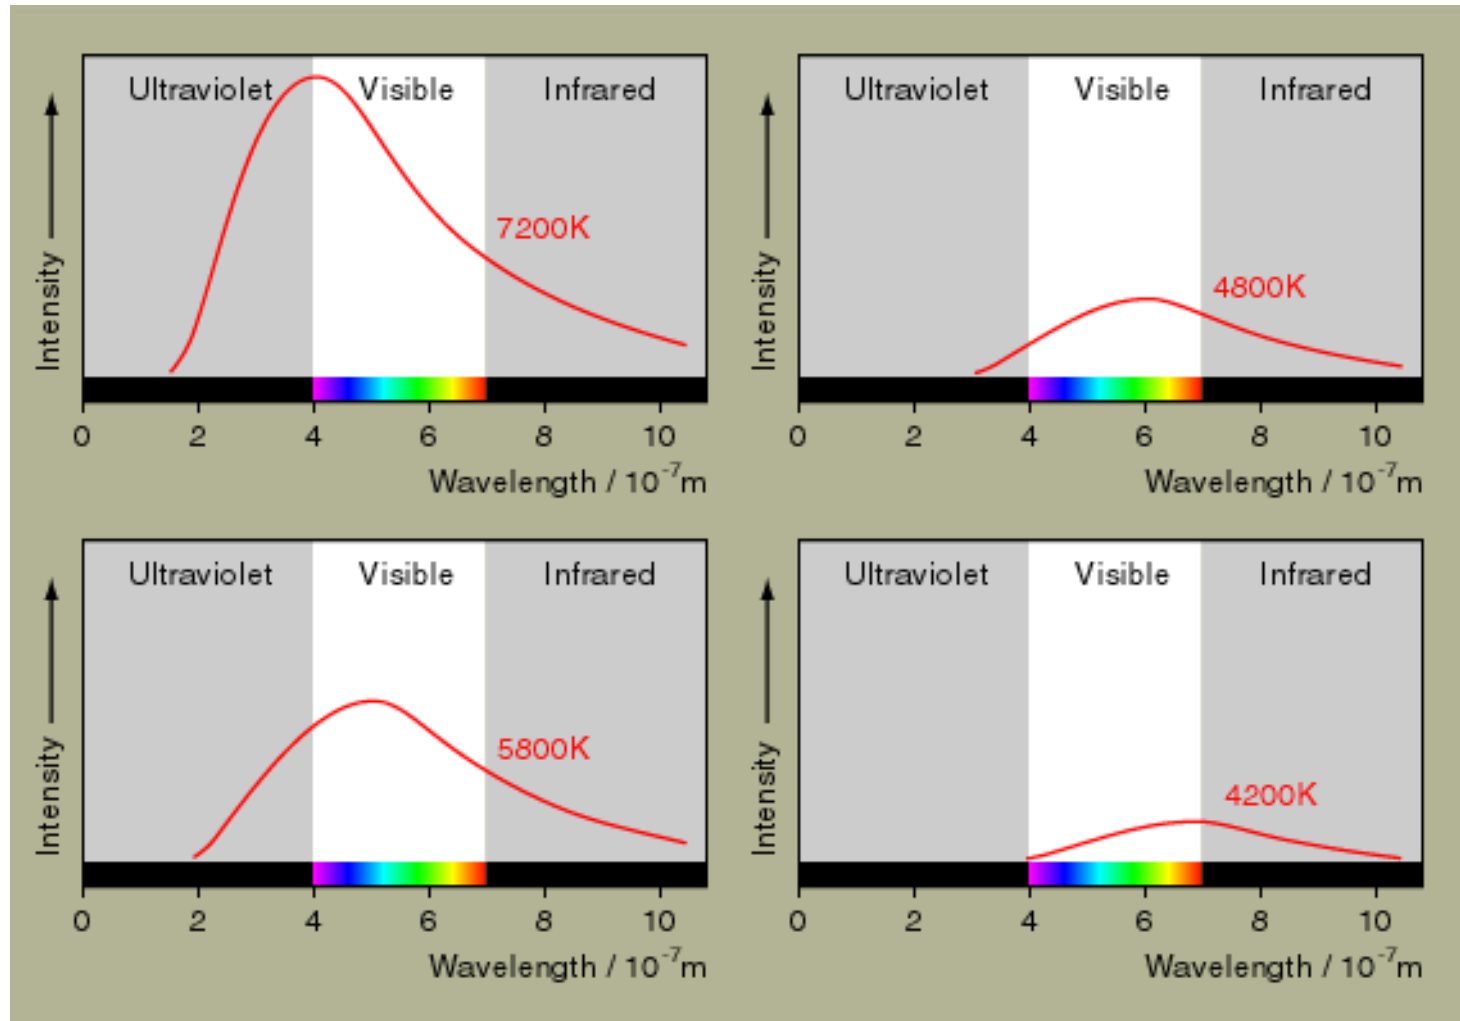 Ultraviolet Visible Infrared
Intensity
7200K
0 2 4 6 8 10
Wavelength / 10⁻⁷m
Ultraviolet Visible Infrared
Intensity
4800K
0 2 4 6 8 10
Wavelength / 10⁻⁷m
Ultraviolet Visible Infrared
Intensity
5800K
0 2 4 6 8 10
Wavelength / 10⁻⁷m
Ultraviolet Visible Infrared
Intensity
4200K
0 2 4 6 8 10
Wavelength / 10⁻⁷m